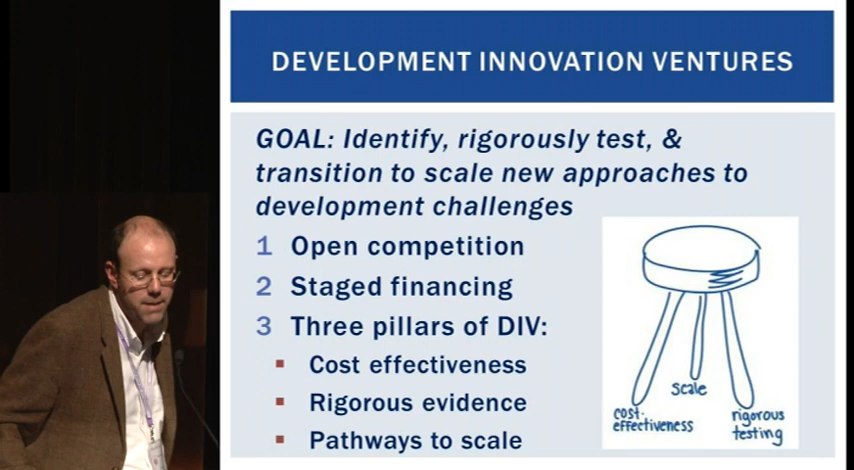 DEVELOPMENT INNOVATION VENTURES
GOAL: Identify, rigorously test, &
transition to scale new approaches to
development challenges
1 Open competition
2 Staged financing
3 Three pillars of DIV:
▪ Cost effectiveness
▪ Rigorous evidence
▪ Pathways to scale
cost-
effectiveness
scale
rigorous
testing